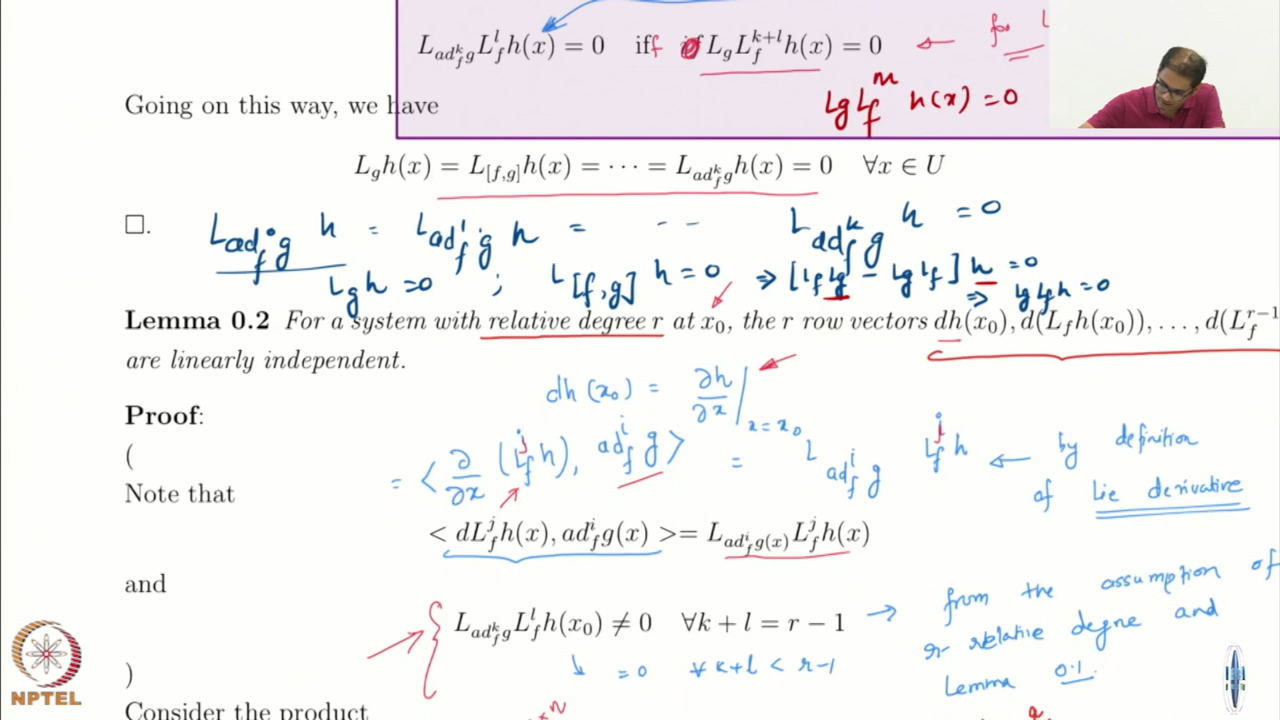 L_{ad_f^k g} L_f^l h(x) = 0 iff L_g L_f^{k+l} h(x) = 0 ← for
L_g L_f^m h(x) = 0
Going on this way, we have
L_g h(x) = L_{[f,g]} h(x) = ⋯ = L_{ad_f^k g} h(x) = 0 ∀x ∈ U
□.
L_{ad_f^0 g} h = L_{ad_f^1 g} h = - - L_{ad_f^k g} h = 0
L_g h = 0 ; L_{[f,g]} h = 0 ⇒ [L_f L_g - L_g L_f] h = 0
⇒ L_g L_f h = 0
Lemma 0.2 For a system with relative degree r at x_0, the r row vectors dh(x_0), d(L_f h(x_0)), . . . , d(L_f^{r-1}
are linearly independent.
dh (x_0) = ∂h/∂x |_{x = x_0}
Proof:
(
= < ∂/∂x (L_f^j h), ad_f^i g > = L_{ad_f^i g} L_f^j h ← by definition
of Lie derivative
Note that
< dL_f^j h(x), ad_f^i g(x) >= L_{ad_f^i g(x)} L_f^j h(x)
and
L_{ad_f^k g} L_f^l h(x_0) ≠ 0 ∀k + l = r − 1 → from the assumption of
r relative degree and
↓ = 0 ∀ k+l < r-1
Lemma 0.1.
)
Consider the product
NPTEL